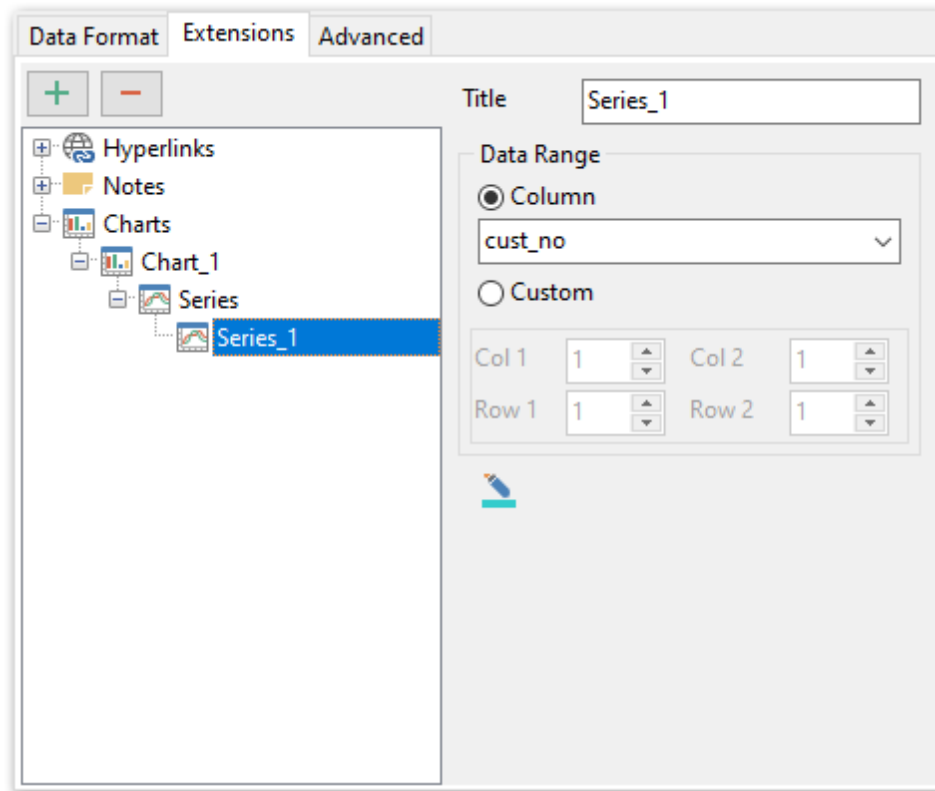 Data Format Extensions Advanced
Title Series_1
Hyperlinks
Notes
Charts
Chart_1
Series
Series_1
Data Range
Column
cust_no
Custom
Col 1 1 Col 2 1
Row 1 1 Row 2 1